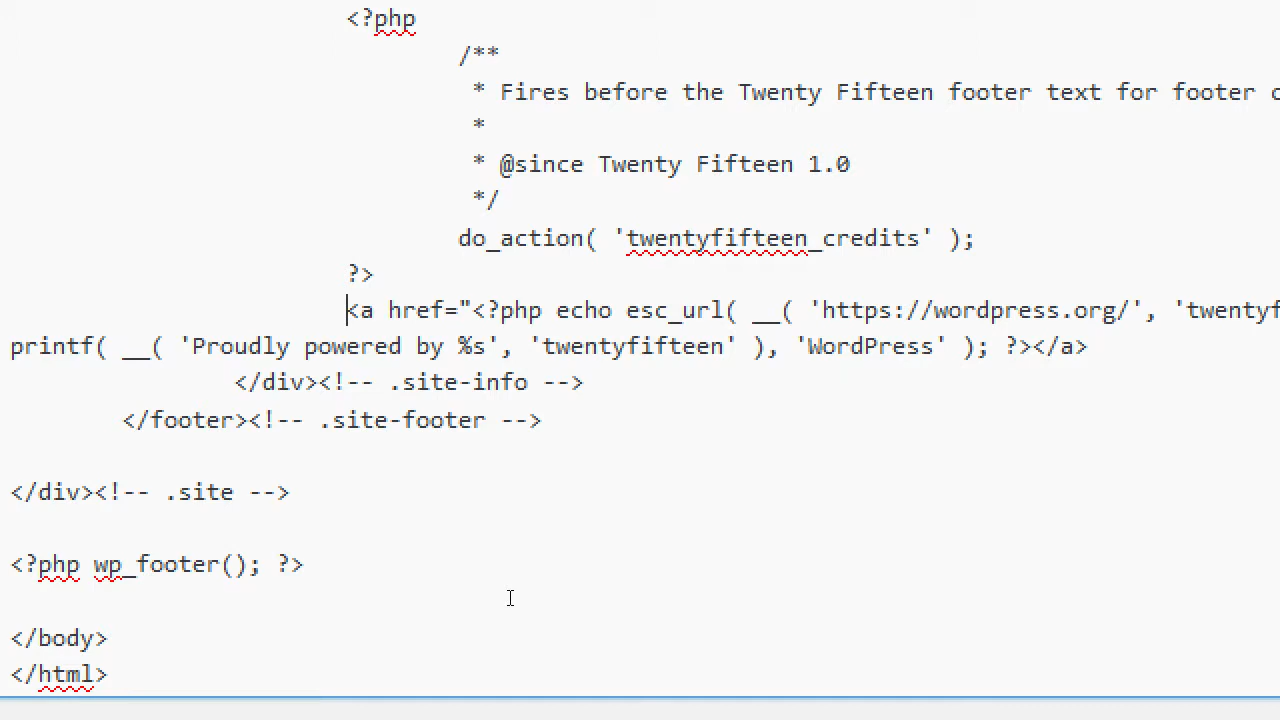 <?php
/**
* Fires before the Twenty Fifteen footer text for footer
*
* @since Twenty Fifteen 1.0
*/
do_action( 'twentyfifteen_credits' );
?>
<a href="<?php echo esc_url( __( 'https://wordpress.org/', 'twentyf
printf( __( 'Proudly powered by %s', 'twentyfifteen' ), 'WordPress' ); ?></a>
</div><!-- .site-info -->
</footer><!-- .site-footer -->
</div><!-- .site -->
<?php wp_footer(); ?>
</body>
</html>